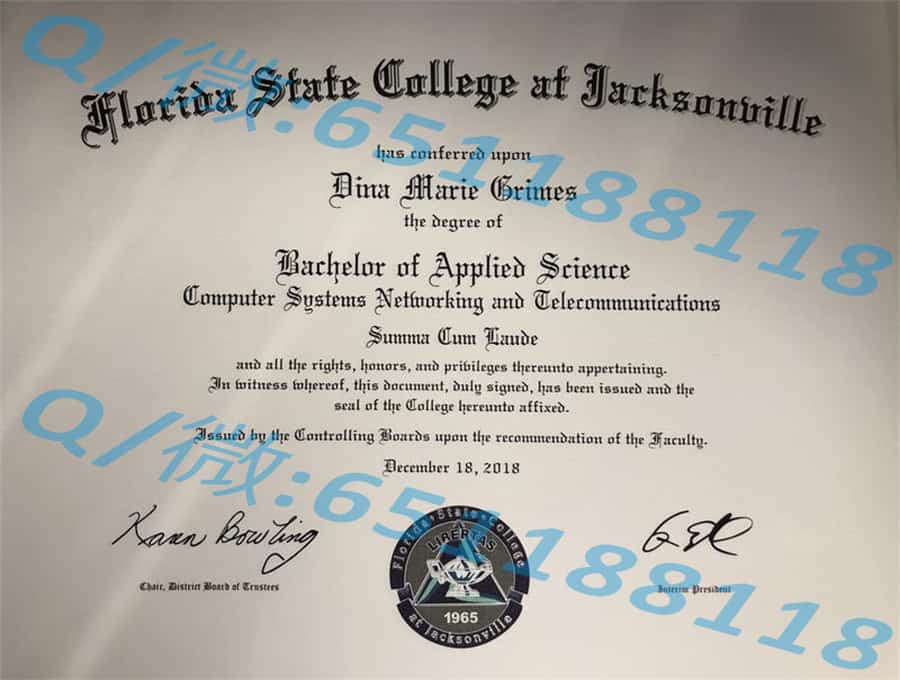 Florida State College at Jacksonville
has conferred upon
Dina Marie Grimes
the degree of
Bachelor of Applied Science
Computer Systems Networking and Telecommunications
Summa Cum Laude
and all the rights, honors, and privileges thereunto appertaining.
In witness whereof, this document, duly signed, has been issued and the
seal of the College hereunto affixed.
Issued by the Controlling Boards upon the recommendation of the Faculty.
December 18, 2018
Karen Bowling
Chair, District Board of Trustees
Interim President
Florida State College
LIBERTAS
1965
at Jacksonville
Q/微:651188118
Q/微:651188118